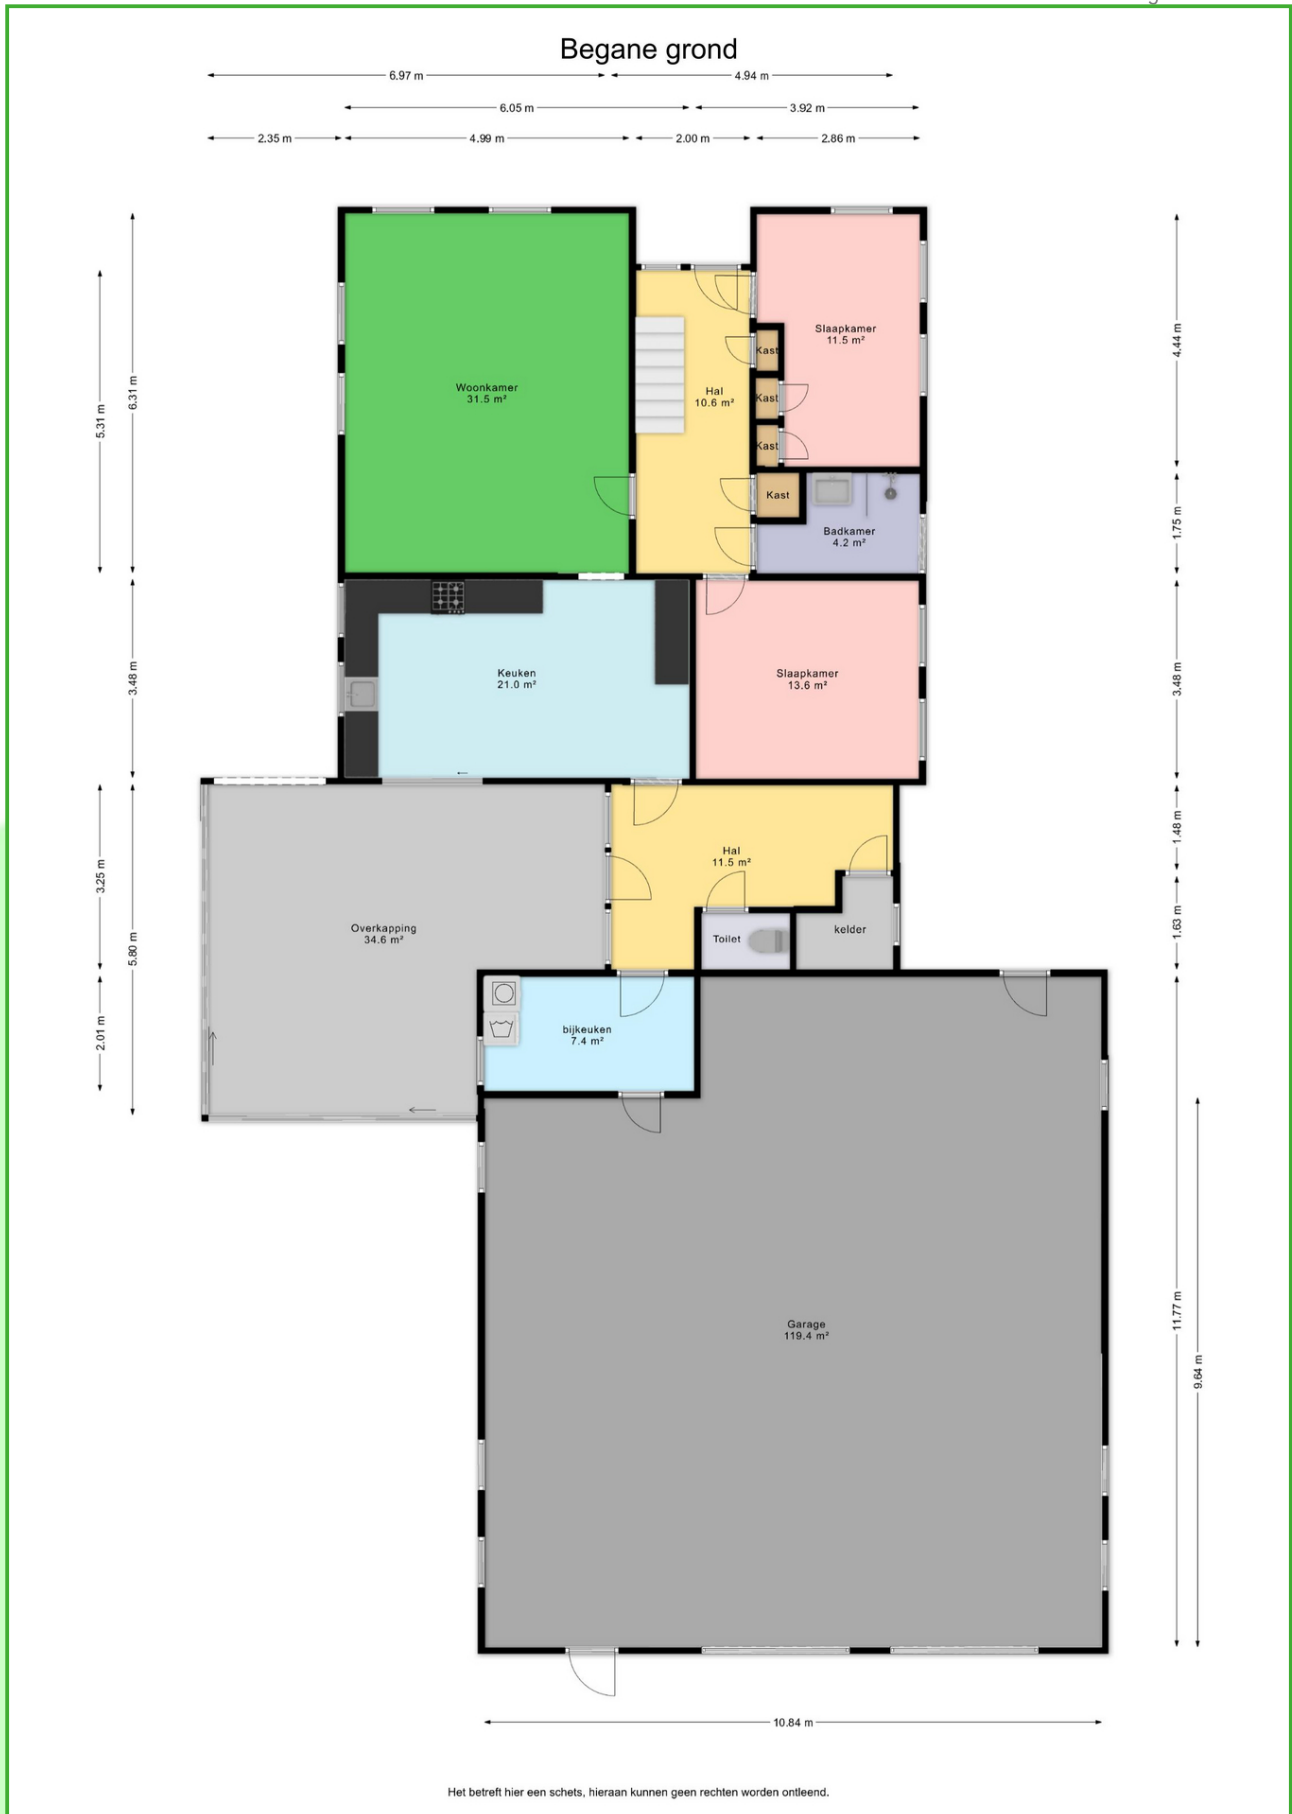 Begane grond
6.97 m
4.94 m
6.05 m
3.92 m
2.35 m
4.99 m
2.00 m
2.86 m
5.31 m
6.31 m
4.44 m
Woonkamer
31.5 m²
Hal
10.6 m²
Slaapkamer
11.5 m²
Kast
Kast
Kast
Kast
Badkamer
4.2 m²
1.75 m
3.48 m
Keuken
21.0 m²
Slaapkamer
13.6 m²
3.48 m
3.25 m
5.80 m
2.01 m
Overkapping
34.6 m²
Hal
11.5 m²
Toilet
kelder
1.48 m
1.63 m
bijkeuken
7.4 m²
Garage
119.4 m²
11.77 m
9.64 m
10.84 m
Het betreft hier een schets, hieraan kunnen geen rechten worden ontleend.